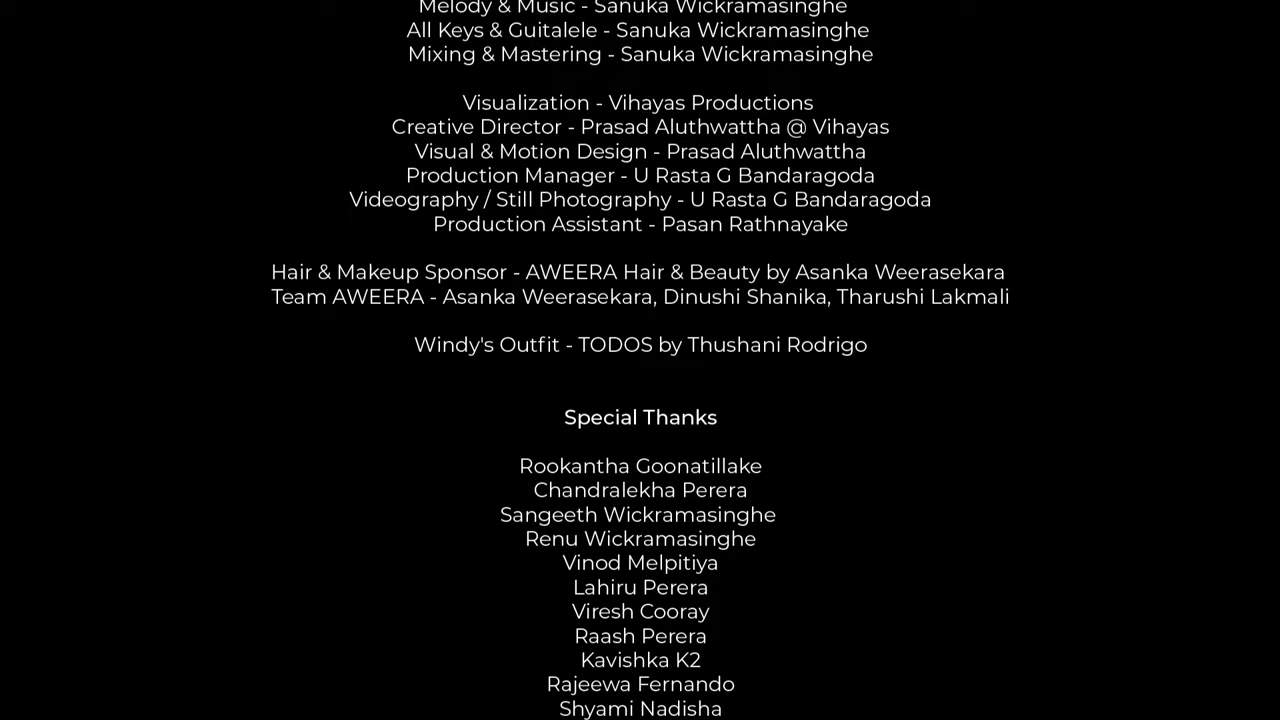 Melody & Music - Sanuka Wickramasinghe
All Keys & Guitalele - Sanuka Wickramasinghe
Mixing & Mastering - Sanuka Wickramasinghe
Visualization - Vihayas Productions
Creative Director - Prasad Aluthwattha @ Vihayas
Visual & Motion Design - Prasad Aluthwattha
Production Manager - U Rasta G Bandaragoda
Videography / Still Photography - U Rasta G Bandaragoda
Production Assistant - Pasan Rathnayake
Hair & Makeup Sponsor - AWEERA Hair & Beauty by Asanka Weerasekara
Team AWEERA - Asanka Weerasekara, Dinushi Shanika, Tharushi Lakmali
Windy's Outfit - TODOS by Thushani Rodrigo
Special Thanks
Rookantha Goonatillake
Chandralekha Perera
Sangeeth Wickramasinghe
Renu Wickramasinghe
Vinod Melpitiya
Lahiru Perera
Viresh Cooray
Raash Perera
Kavishka K2
Rajeewa Fernando
Shyami Nadisha